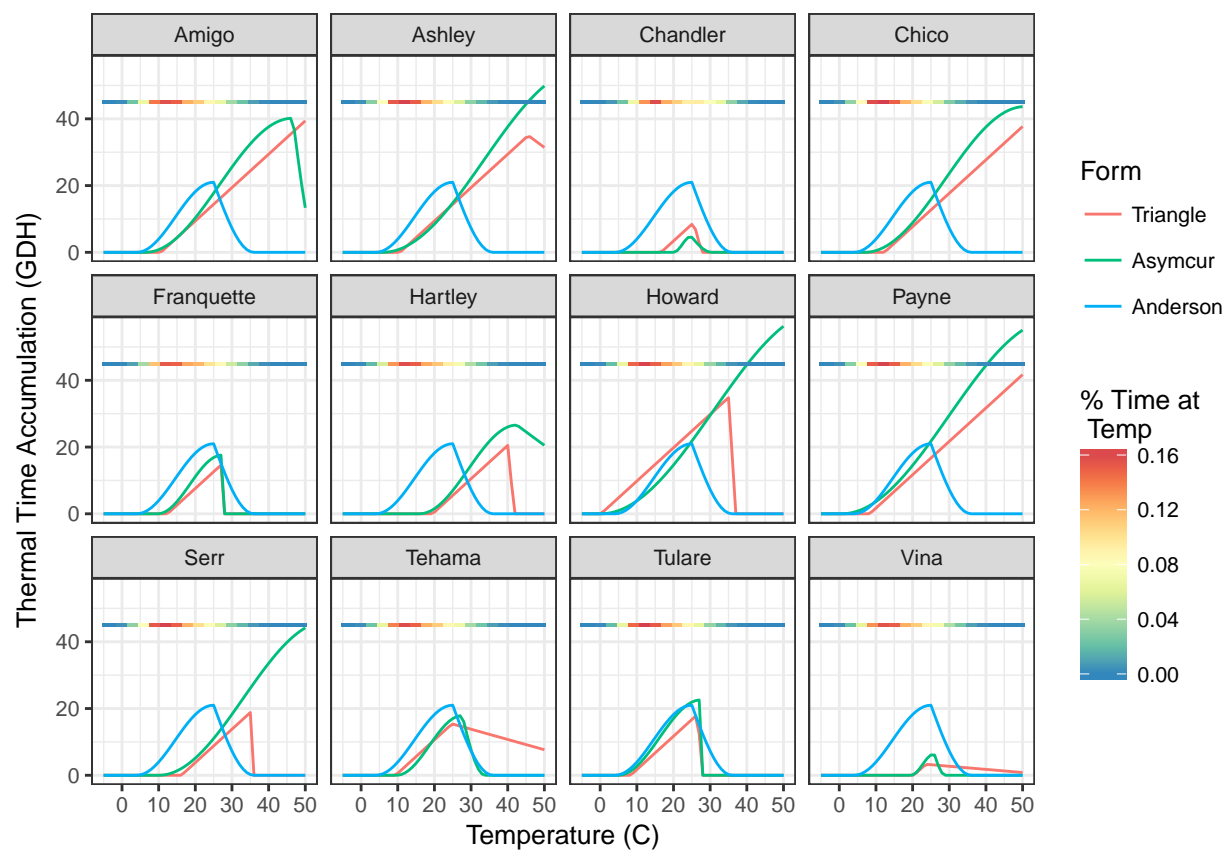 Amigo
Ashley
Chandler
Chico
40
20
0
Franquette
Hartley
Howard
Payne
40
20
0
Serr
Tehama
Tulare
Vina
40
20
0
0 10 20 30 40 50
0 10 20 30 40 50
0 10 20 30 40 50
0 10 20 30 40 50
Temperature (C)
Thermal Time Accumulation (GDH)
Form
Triangle
Asymcur
Anderson
% Time at
Temp
0.16
0.12
0.08
0.04
0.00